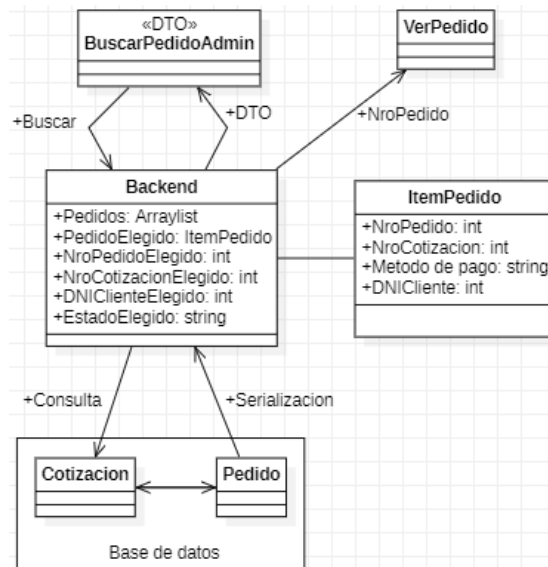 «DTO»
BuscarPedidoAdmin
VerPedido
+Buscar
+DTO
+NroPedido
Backend
+Pedidos: Arraylist
+PedidoElegido: ItemPedido
+NroPedidoElegido: int
+NroCotizacionElegido: int
+DNIClienteElegido: int
+EstadoElegido: string
ItemPedido
+NroPedido: int
+NroCotizacion: int
+Metodo de pago: string
+DNICliente: int
+Consulta
+Serializacion
Cotizacion
Pedido
Base de datos